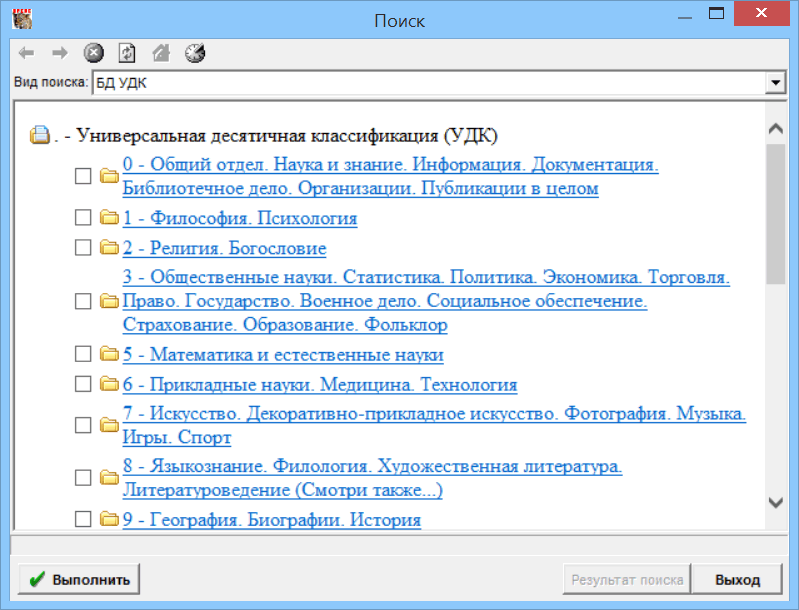 Поиск
Вид поиска: БД УДК
. - Универсальная десятичная классификация (УДК)
0 - Общий отдел. Наука и знание. Информация. Документация.
Библиотечное дело. Организации. Публикации в целом
1 - Философия. Психология
2 - Религия. Богословие
3 - Общественные науки. Статистика. Политика. Экономика. Торговля.
Право. Государство. Военное дело. Социальное обеспечение.
Страхование. Образование. Фольклор
5 - Математика и естественные науки
6 - Прикладные науки. Медицина. Технология
7 - Искусство. Декоративно-прикладное искусство. Фотография. Музыка.
Игры. Спорт
8 - Языкознание. Филология. Художественная литература.
Литературоведение (Смотри также...)
9 - География. Биографии. История
Выполнить Результат поиска Выход